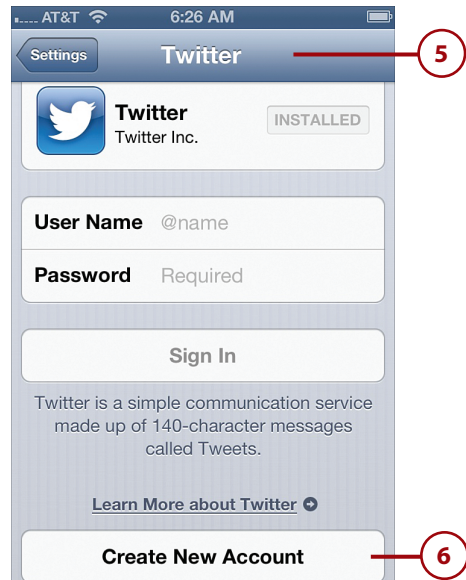 AT&T 6:26 AM
Settings Twitter 5
Twitter INSTALLED
Twitter Inc.
User Name @name
Password Required
Sign In
Twitter is a simple communication service
made up of 140-character messages
called Tweets.
Learn More about Twitter
Create New Account 6